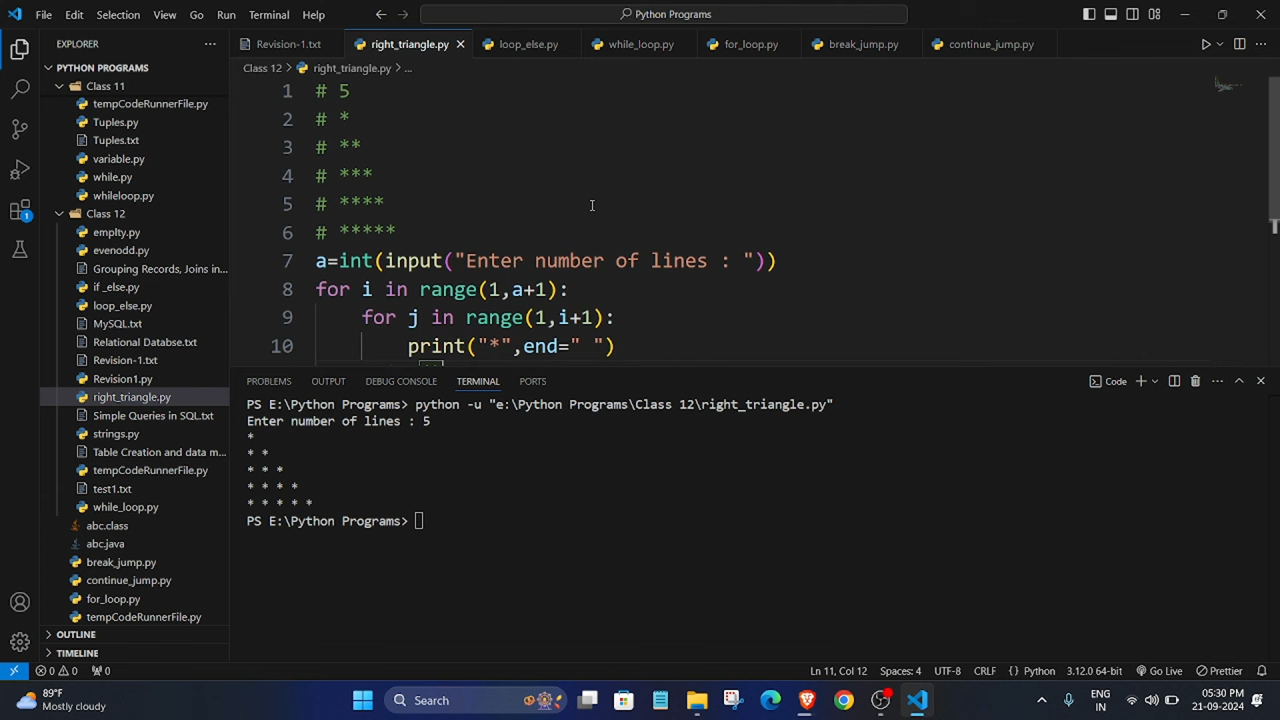 File Edit Selection View Go Run Terminal Help
Python Programs
EXPLORER
PYTHON PROGRAMS
Class 11
tempCodeRunnerFile.py
Tuples.py
Tuples.txt
variable.py
while.py
whileloop.py
Class 12
emplty.py
evenodd.py
Grouping Records, Joins in...
if _else.py
loop_else.py
MySQL.txt
Relational Databse.txt
Revision-1.txt
Revision1.py
right_triangle.py
Simple Queries in SQL.txt
strings.py
Table Creation and data m...
tempCodeRunnerFile.py
test1.txt
while_loop.py
abc.class
abc.java
break_jump.py
continue_jump.py
for_loop.py
tempCodeRunnerFile.py
OUTLINE
TIMELINE
1
Revision-1.txt right_triangle.py loop_else.py while_loop.py for_loop.py break_jump.py continue_jump.py
Class 12 > right_triangle.py > ...
1 # 5
2 # *
3 # **
4 # ***
5 # ****
6 # *****
7 a=int(input("Enter number of lines : "))
8 for i in range(1,a+1):
9 for j in range(1,i+1):
10 print("*",end=" ")
PROBLEMS OUTPUT DEBUG CONSOLE TERMINAL PORTS
Code
PS E:\Python Programs> python -u "e:\Python Programs\Class 12\right_triangle.py"
Enter number of lines : 5
*
* *
* * *
* * * *
* * * * *
PS E:\Python Programs>
0 0 0 Ln 11, Col 12 Spaces: 4 UTF-8 CRLF { } Python 3.12.0 64-bit Go Live Prettier
89°F
Mostly cloudy
Search
ENG
IN
05:30 PM
21-09-2024